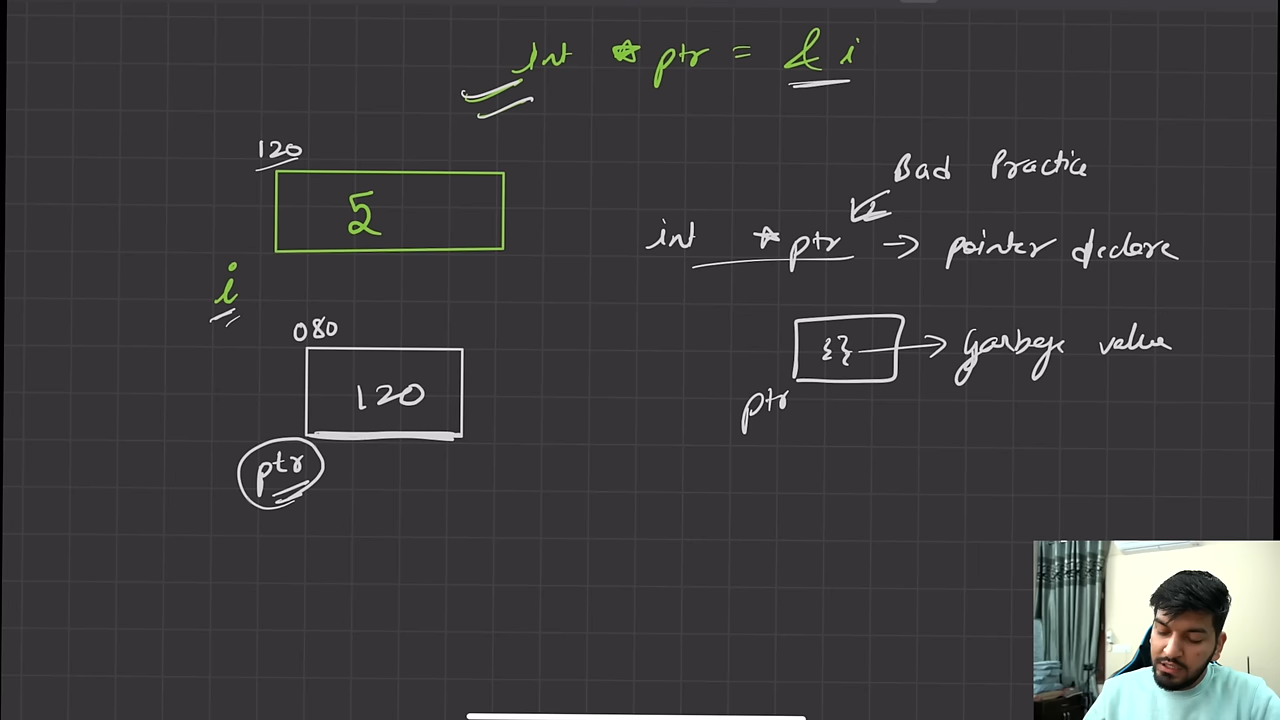 int *ptr = &i
120
5
i
080
120
ptr
Bad Practice
int *ptr -> pointer declare
{} -> garbage value
ptr